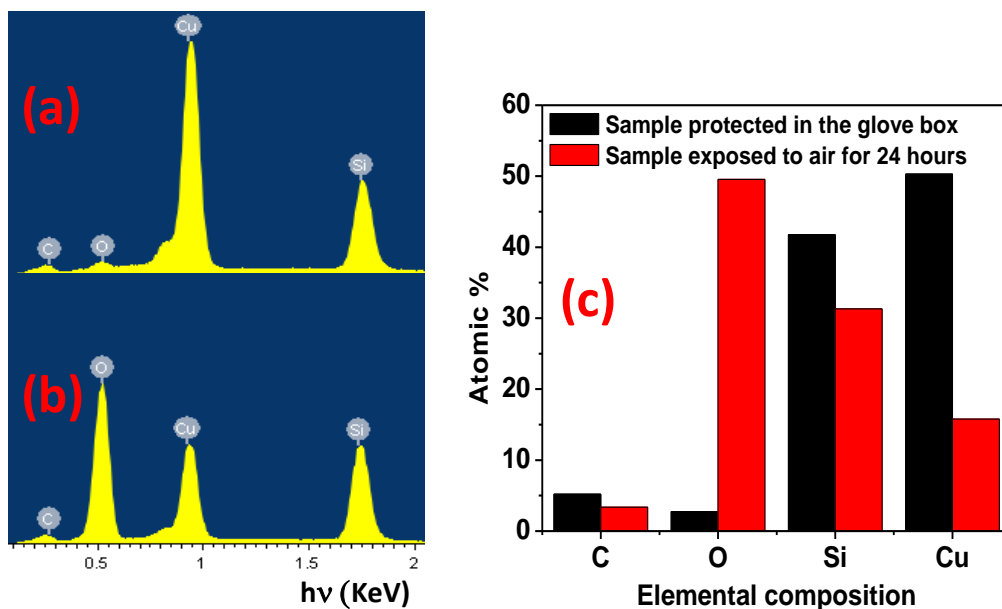 (a)
Cu
Si
C
O
(b)
O
Cu
Si
C
0.5
1
1.5
2
hν (KeV)
60
50
40
30
20
10
0
Atomic %
Sample protected in the glove box
Sample exposed to air for 24 hours
(c)
C
O
Si
Cu
Elemental composition